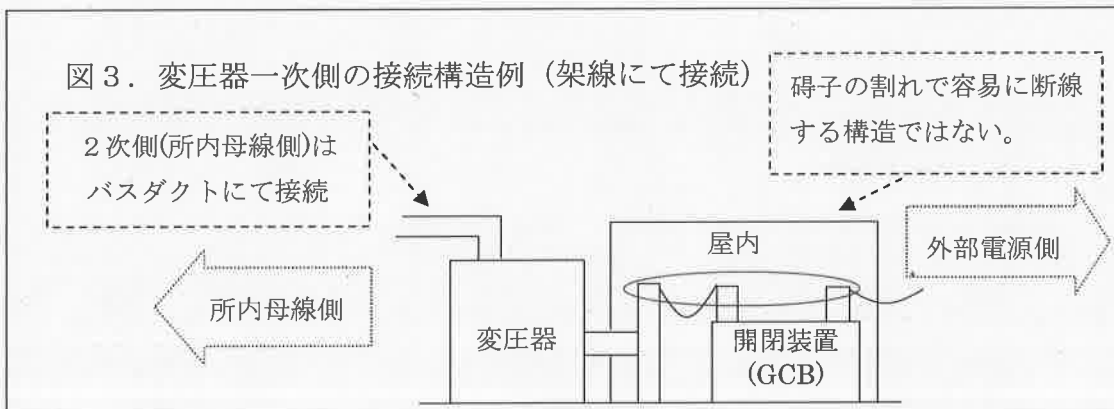 図３．変圧器一次側の接続構造例（架線にて接続）
碍子の割れで容易に断線
する構造ではない。
２次側(所内母線側)は
バスダクトにて接続
屋内
外部電源側
所内母線側
変圧器
開閉装置
(GCB)